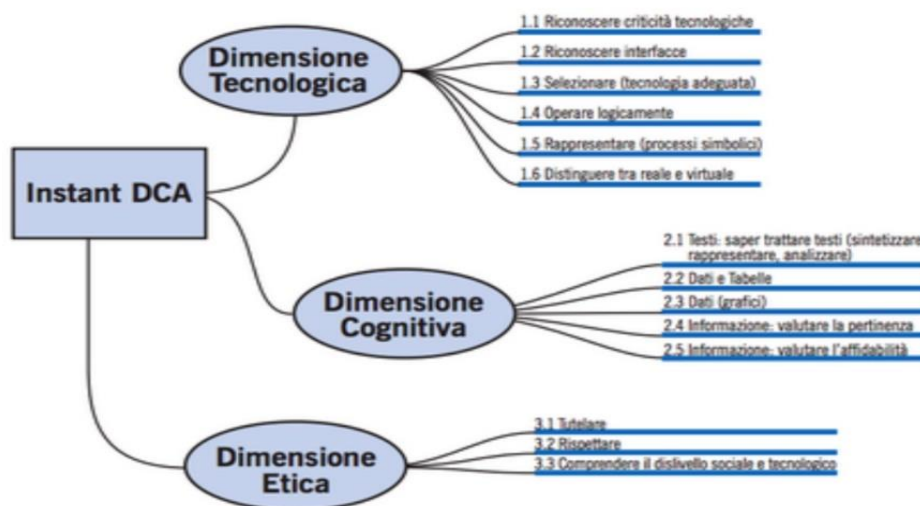 Instant DCA
Dimensione
Tecnologica
1.1 Riconoscere criticità tecnologiche
1.2 Riconoscere interfacce
1.3 Selezionare (tecnologia adeguata)
1.4 Operare logicamente
1.5 Rappresentare (processi simbolici)
1.6 Distinguere tra reale e virtuale
Dimensione
Cognitiva
2.1 Testi: saper trattare testi (sintetizzare
rappresentare, analizzare)
2.2 Dati e Tabelle
2.3 Dati (grafici)
2.4 Informazione: valutare la pertinenza
2.5 Informazione: valutare l'affidabilità
Dimensione
Etica
3.1 Tutelare
3.2 Rispettare
3.3 Comprendere il dislivello sociale e tecnologico